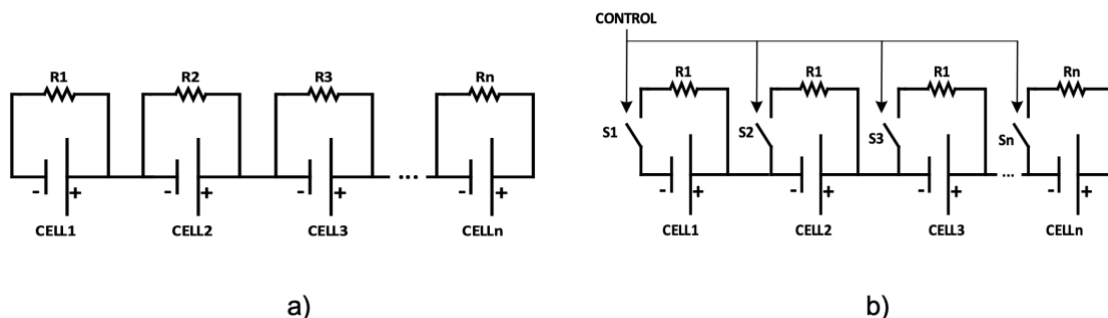 CONTROL
R1 R2 R3 Rn
- + - + - + ... - +
CELL1 CELL2 CELL3 CELLn
a)
R1 R1 R1 Rn
S1 S2 S3 Sn
- + - + - + ... - +
CELL1 CELL2 CELL3 CELLn
b)